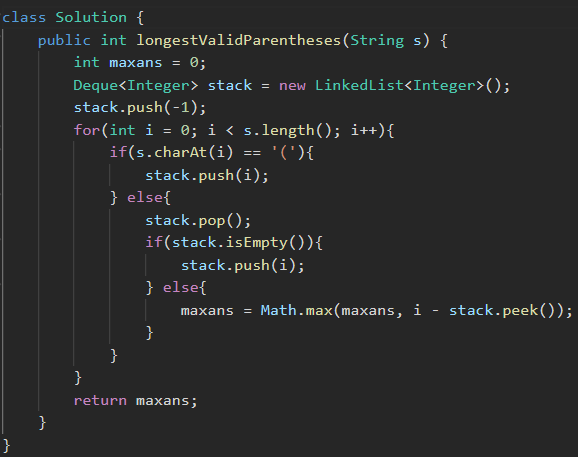 class Solution {
    public int longestValidParentheses(String s) {
        int maxans = 0;
        Deque<Integer> stack = new LinkedList<Integer>();
        stack.push(-1);
        for(int i = 0; i < s.length(); i++){
            if(s.charAt(i) == '('){
                stack.push(i);
            } else{
                stack.pop();
                if(stack.isEmpty()){
                    stack.push(i);
                } else{
                    maxans = Math.max(maxans, i - stack.peek());
                }
            }
        }
        return maxans;
    }
}